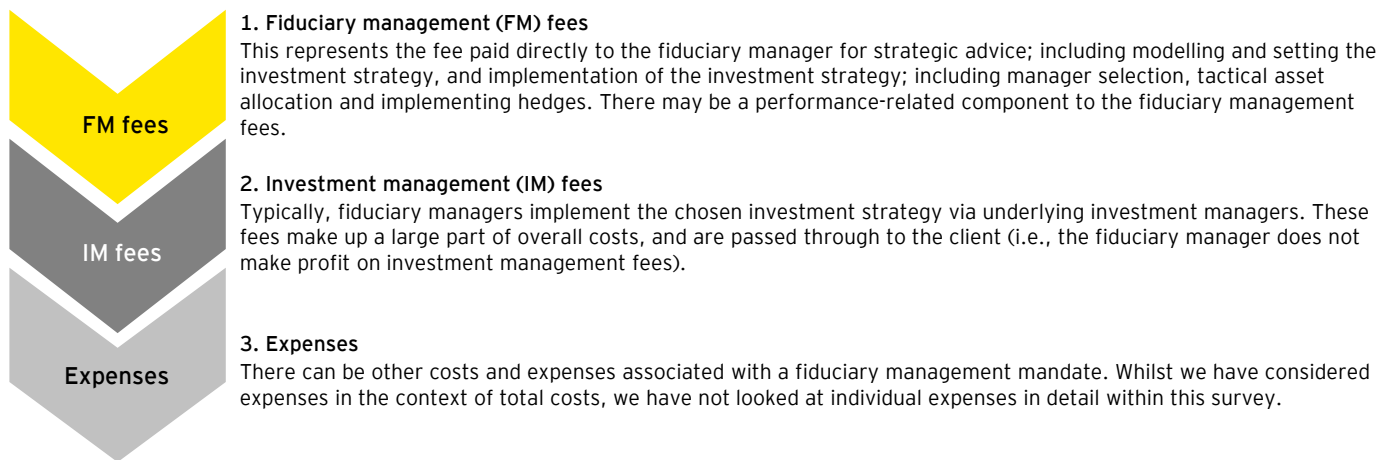 1. Fiduciary management (FM) fees
This represents the fee paid directly to the fiduciary manager for strategic advice; including modelling and setting the
investment strategy, and implementation of the investment strategy; including manager selection, tactical asset
allocation and implementing hedges. There may be a performance-related component to the fiduciary management
fees.
FM fees
2. Investment management (IM) fees
Typically, fiduciary managers implement the chosen investment strategy via underlying investment managers. These
fees make up a large part of overall costs, and are passed through to the client (i.e., the fiduciary manager does not
make profit on investment management fees).
IM fees
3. Expenses
There can be other costs and expenses associated with a fiduciary management mandate. Whilst we have considered
expenses in the context of total costs, we have not looked at individual expenses in detail within this survey.
Expenses